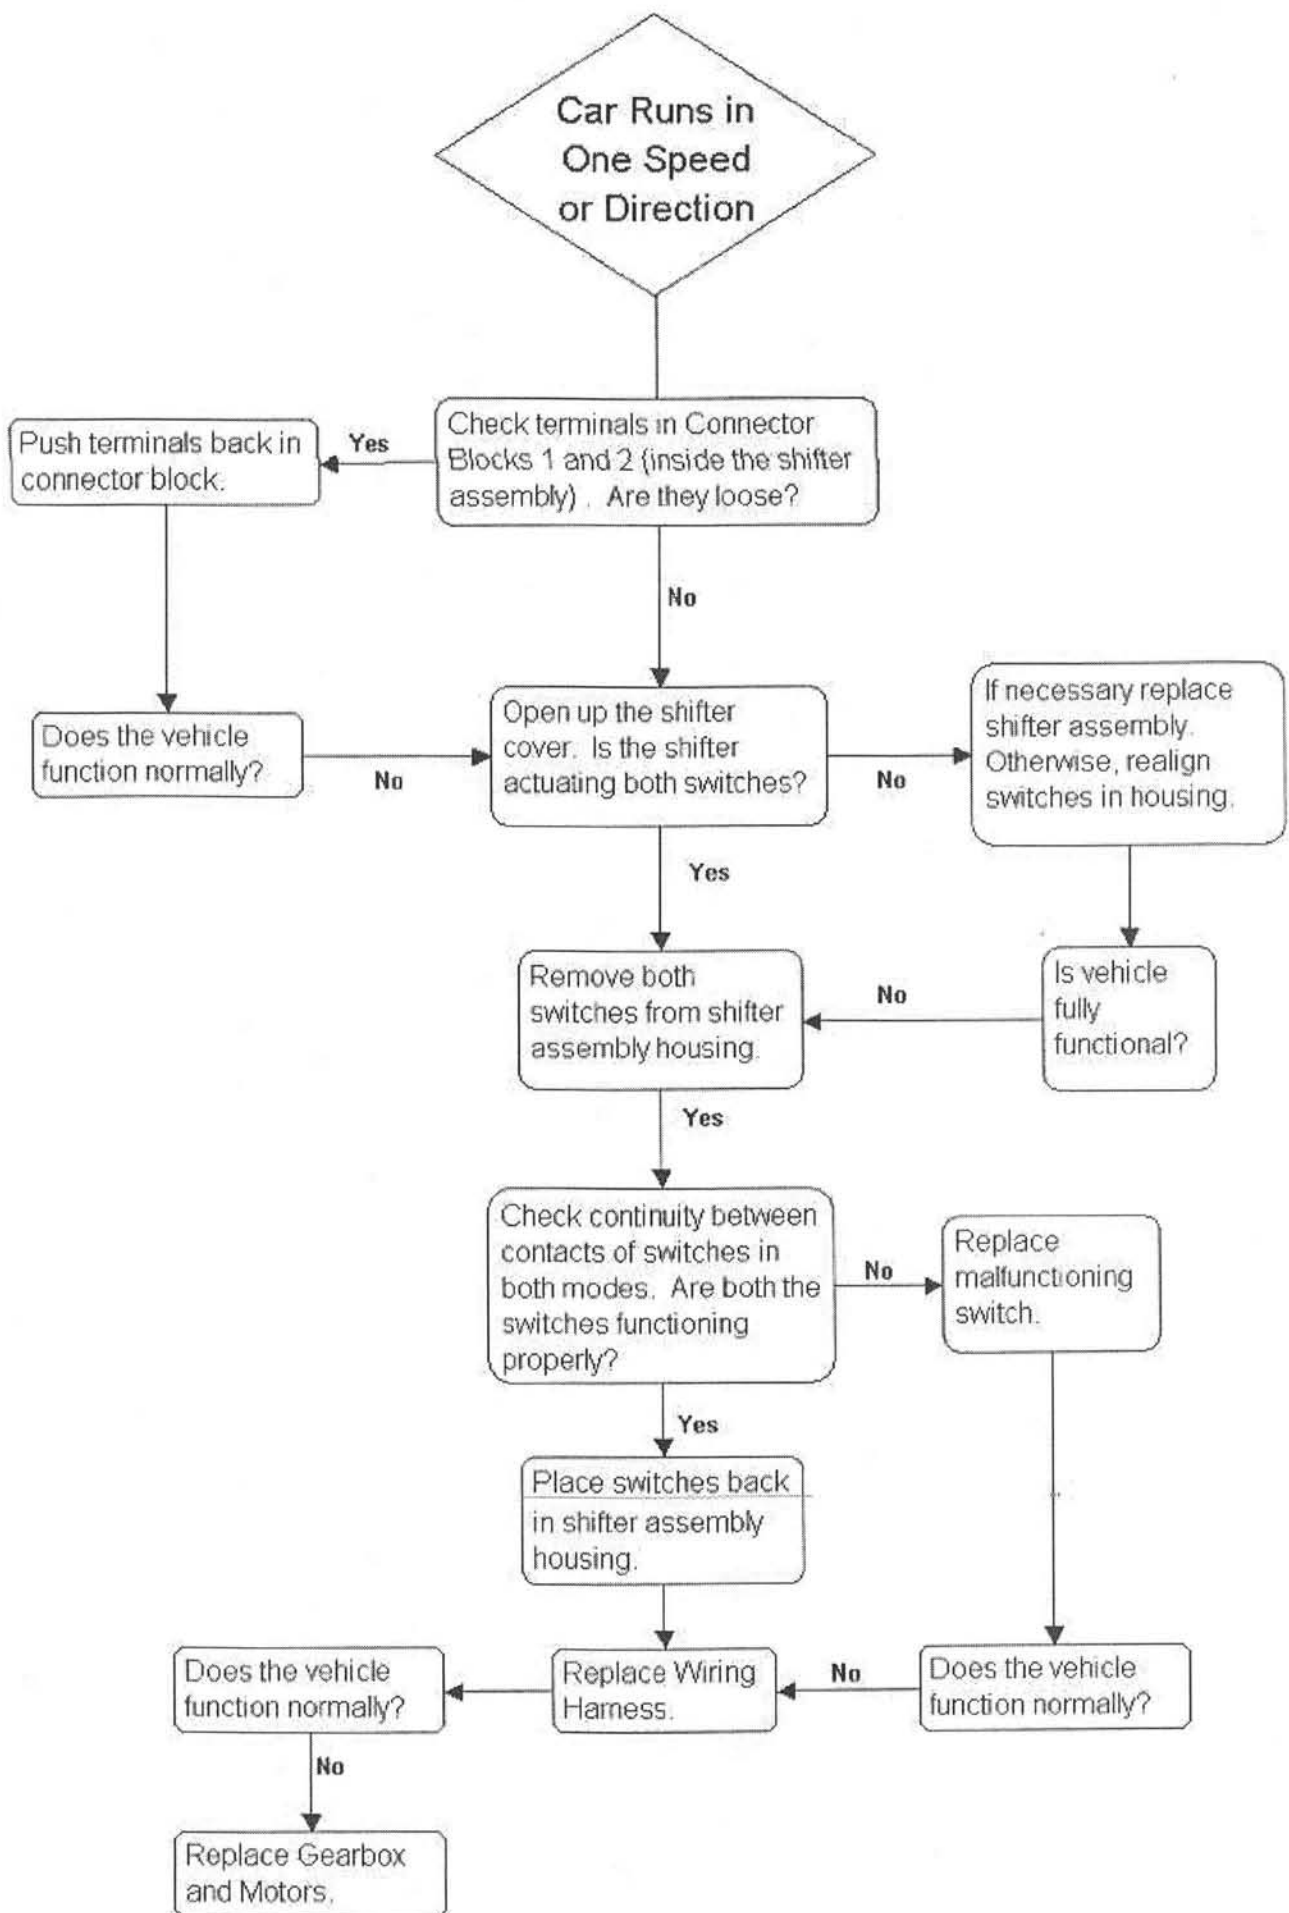 Car Runs in
One Speed
or Direction
Check terminals in Connector
Blocks 1 and 2 (inside the shifter
assembly) . Are they loose?
Yes
Push terminals back in
connector block.
No
Does the vehicle
function normally?
No
Open up the shifter
cover. Is the shifter
actuating both switches?
No
If necessary replace
shifter assembly.
Otherwise, realign
switches in housing.
Yes
Remove both
switches from shifter
assembly housing.
No
Is vehicle
fully
functional?
Yes
Check continuity between
contacts of switches in
both modes. Are both the
switches functioning
properly?
No
Replace
malfunctioning
switch.
Yes
Place switches back
in shifter assembly
housing.
Does the vehicle
function normally?
Replace Wiring
Harness.
No
Does the vehicle
function normally?
No
Replace Gearbox
and Motors.